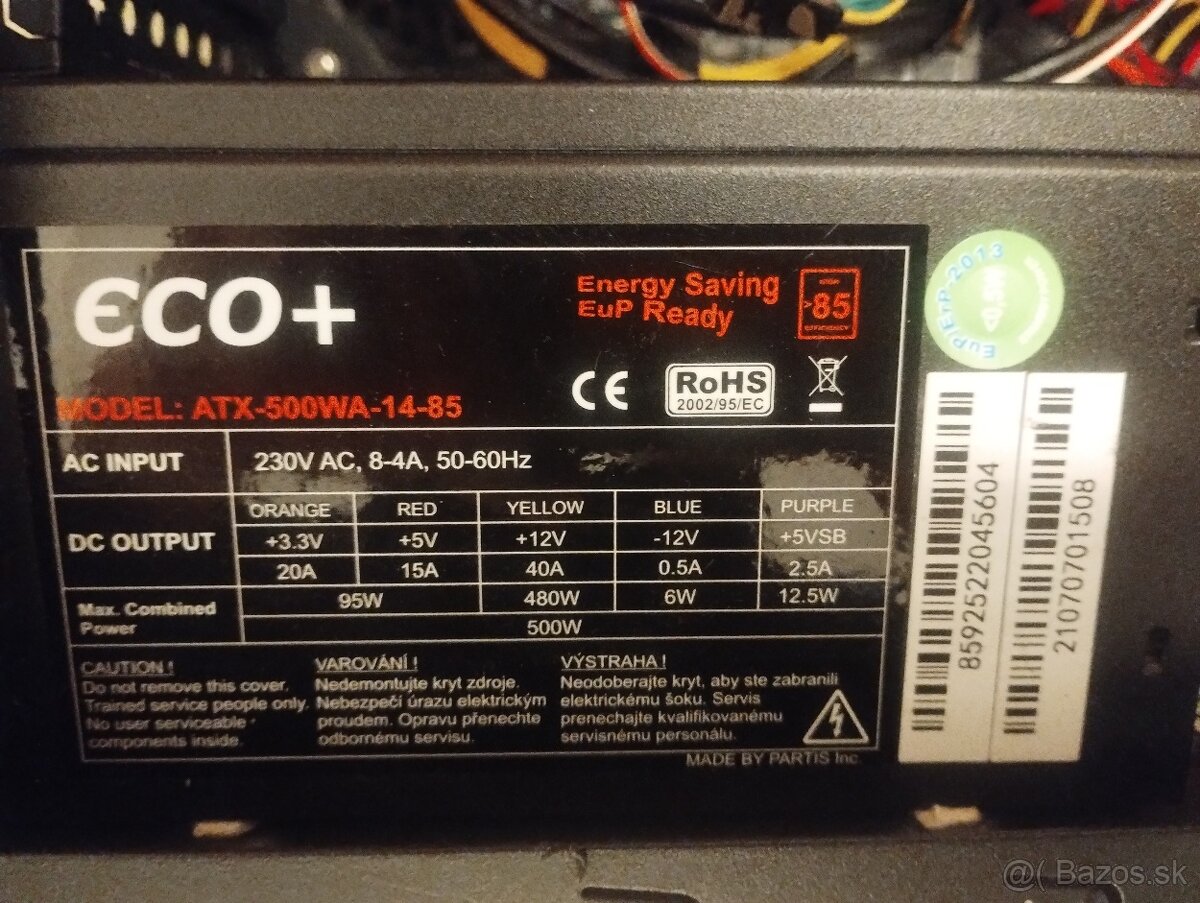 ECO+
Energy Saving
EuP Ready
>85
EFFICIENCY
MODEL: ATX-500WA-14-85
CE
RoHS
2002/95/EC
AC INPUT
230V AC, 8-4A, 50-60Hz
DC OUTPUT
ORANGE RED YELLOW BLUE PURPLE
+3.3V +5V +12V -12V +5VSB
20A 15A 40A 0.5A 2.5A
Max. Combined
Power
95W 480W 6W 12.5W
500W
CAUTION !
Do not remove this cover.
Trained service people only.
No user serviceable
components inside.
VAROVÁNÍ !
Nedemontujte kryt zdroje.
Nebezpečí úrazu elektrickým
proudem. Opravu přenechte
odbornému servisu.
VÝSTRAHA !
Neodoberajte kryt, aby ste zabranili
elektrickému šoku. Servis
prenechajte kvalifikovanému
servisnému personálu.
MADE BY PARTIS Inc.
EuP/ErP-2013
8592522045604
2107070701508
@( Bazos.sk